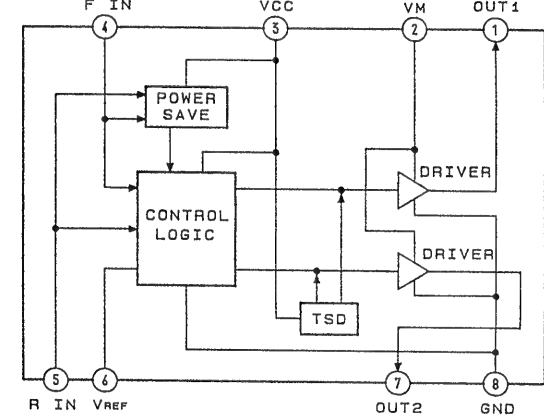 F IN
VCC
VM
OUT1
4
3
2
1
POWER
SAVE
DRIVER
CONTROL
LOGIC
DRIVER
TSD
5
6
7
8
R IN
VREF
OUT2
GND